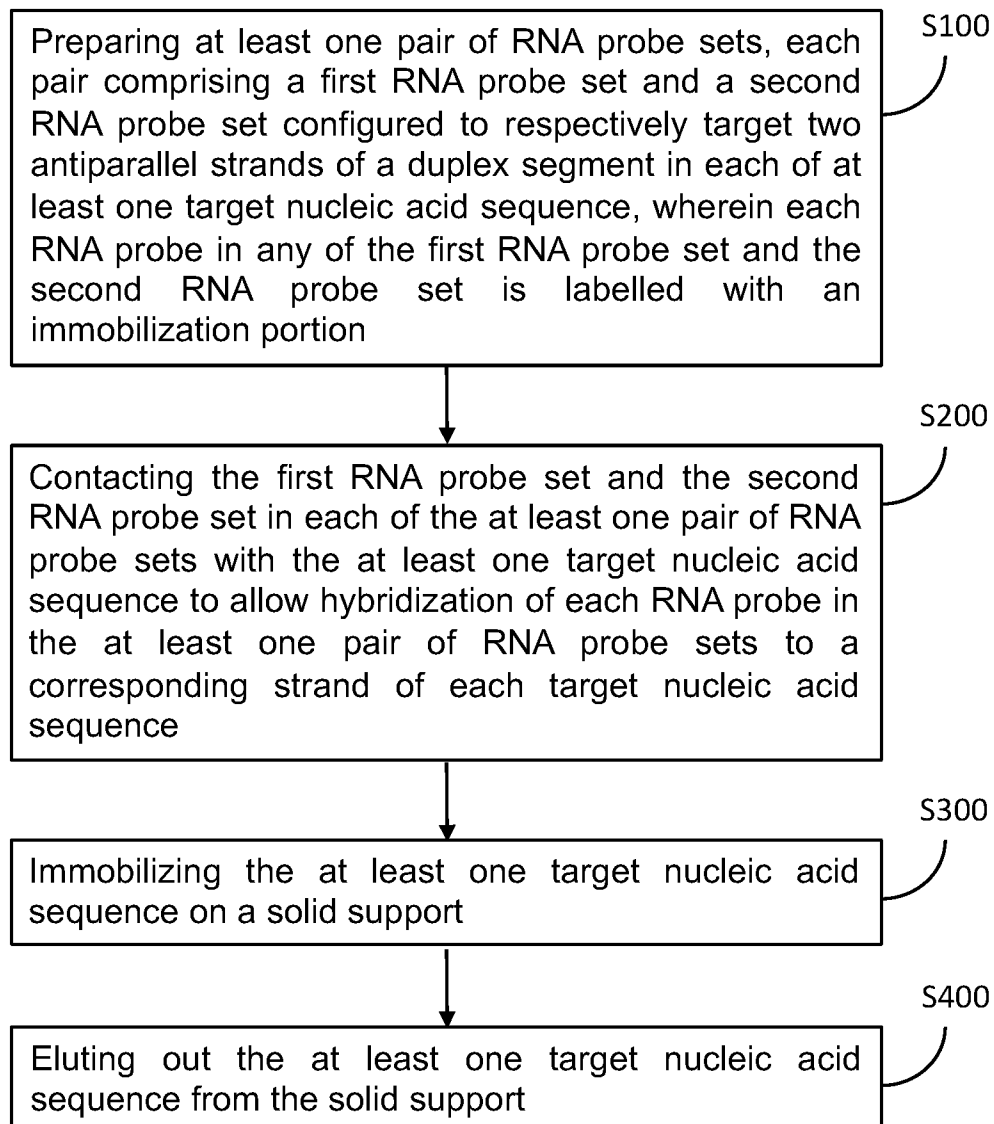 S100
Preparing at least one pair of RNA probe sets, each
pair comprising a first RNA probe set and a second
RNA probe set configured to respectively target two
antiparallel strands of a duplex segment in each of at
least one target nucleic acid sequence, wherein each
RNA probe in any of the first RNA probe set and the
second RNA probe set is labelled with an
immobilization portion
S200
Contacting the first RNA probe set and the second
RNA probe set in each of the at least one pair of RNA
probe sets with the at least one target nucleic acid
sequence to allow hybridization of each RNA probe in
the at least one pair of RNA probe sets to a
corresponding strand of each target nucleic acid
sequence
S300
Immobilizing the at least one target nucleic acid
sequence on a solid support
S400
Eluting out the at least one target nucleic acid
sequence from the solid support